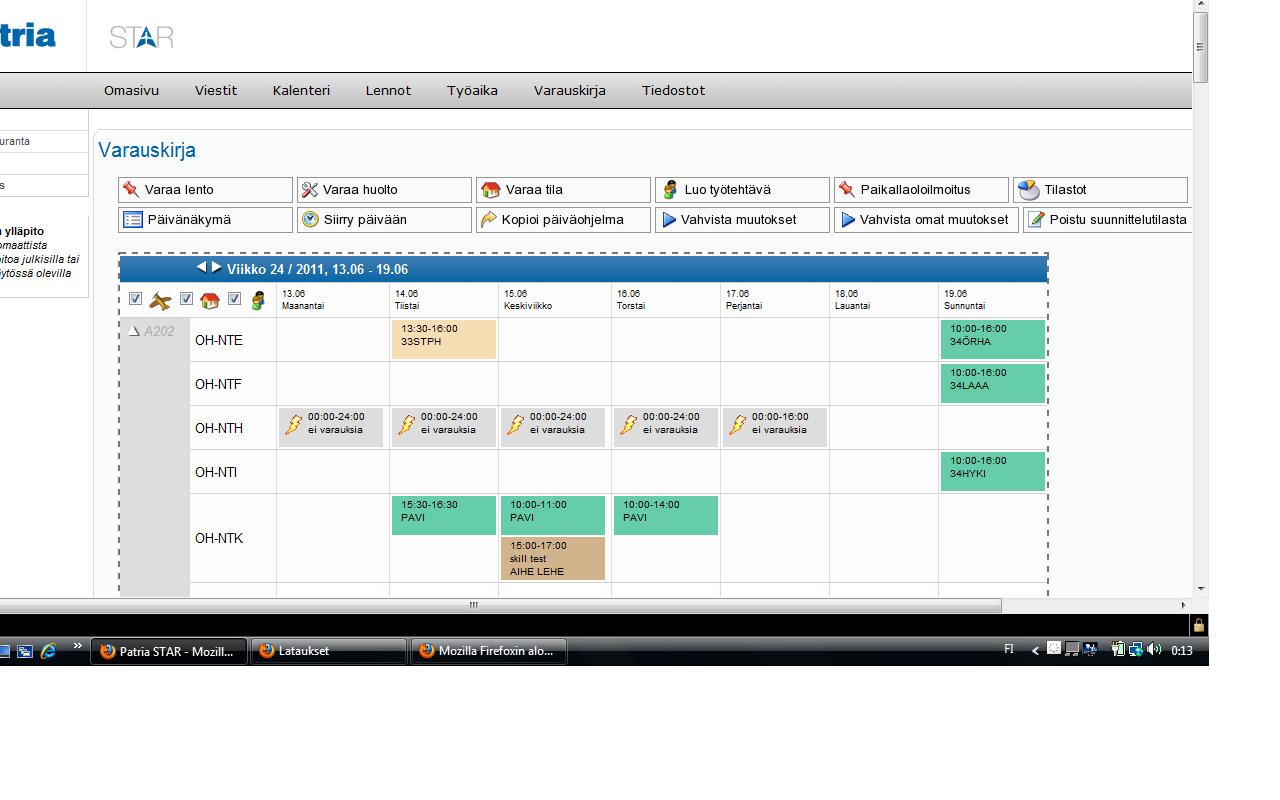 tria
STAR
Omasivu Viestit Kalenteri Lennot Työaika Varauskirja Tiedostot
uranta
s
ylläpito
omaattista
pitoa julkisilla tai
ytössä olevilla
Varauskirja
Varaa lento Varaa huolto Varaa tila Luo työtehtävä Paikallaoloilmoitus Tilastot
Päivänäkymä Siirry päivään Kopioi päiväohjelma Vahvista muutokset Vahvista omat muutokset Poistu suunnittelutilasta
Viikko 24 / 2011, 13.06 - 19.06
13.06 14.06 15.06 16.06 17.06 18.06 19.06
Maanantai Tiistai Keskiviikko Torstai Perjantai Lauantai Sunnuntai
A202
OH-NTE
13:30-16:00 10:00-16:00
33STPH 34ÖRHA
OH-NTF
10:00-16:00
34LAAA
OH-NTH
00:00-24:00 00:00-24:00 00:00-24:00 00:00-24:00 00:00-16:00
ei varauksia ei varauksia ei varauksia ei varauksia ei varauksia
OH-NTI
10:00-16:00
34HYKI
OH-NTK
15:30-16:30 10:00-11:00 10:00-14:00
PAVI PAVI PAVI
15:00-17:00
skill test
AIHE LEHE
Patria STAR - Mozill... Lataukset Mozilla Firefoxin alo... FI 0:13